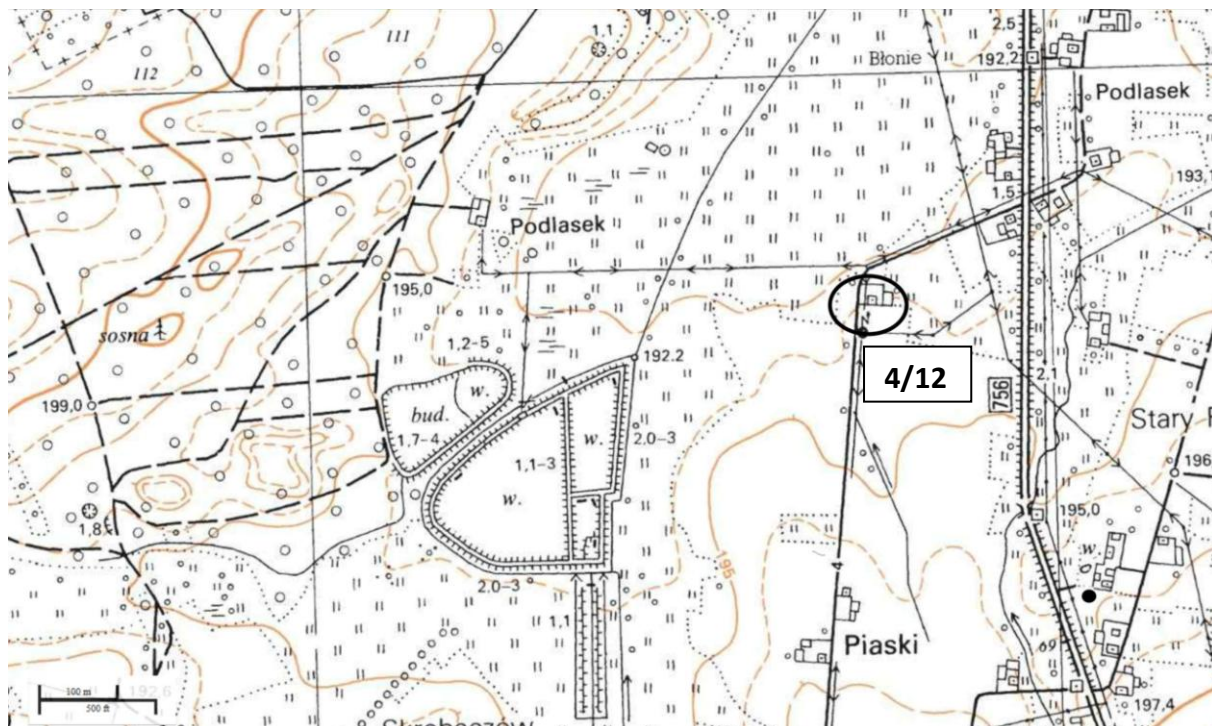 111
1,1
2,5
192,2
Błonie
112
Podlasek
1,5
193,1
Podlasek
195,0
sosna
1,2-5
192.2
4/12
w.
bud.
756
2,1
199,0
1,7-4
w.
2,0-3
Stary
1,1-3
196
w.
1,8
195,0
w.
195
2.0-3
1,1
4
Piaski
69
100 m
192,6
500 ft
197,4